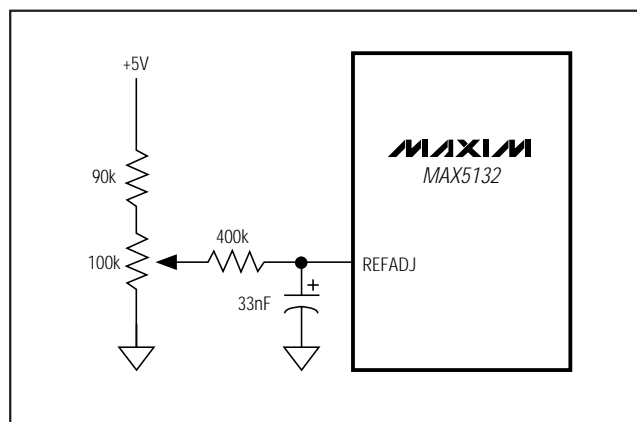 +5V
MAXIM
MAX5132
90k
400k
100k
REFADJ
+
33nF